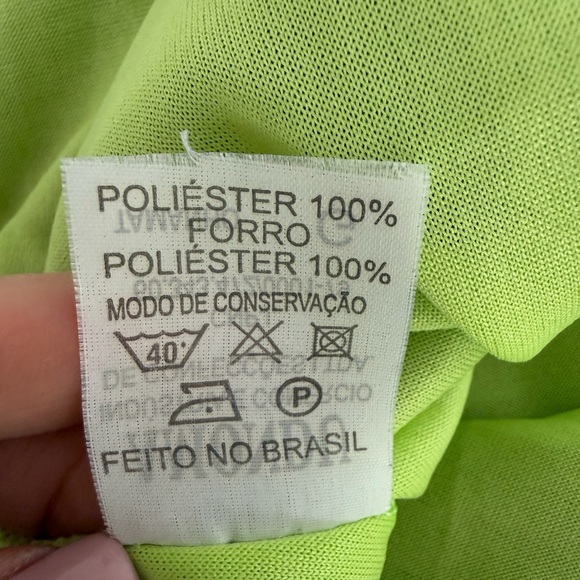 POLIÉSTER 100%
FORRO
POLIÉSTER 100%
MODO DE CONSERVAÇÃO
40°
P
FEITO NO BRASIL